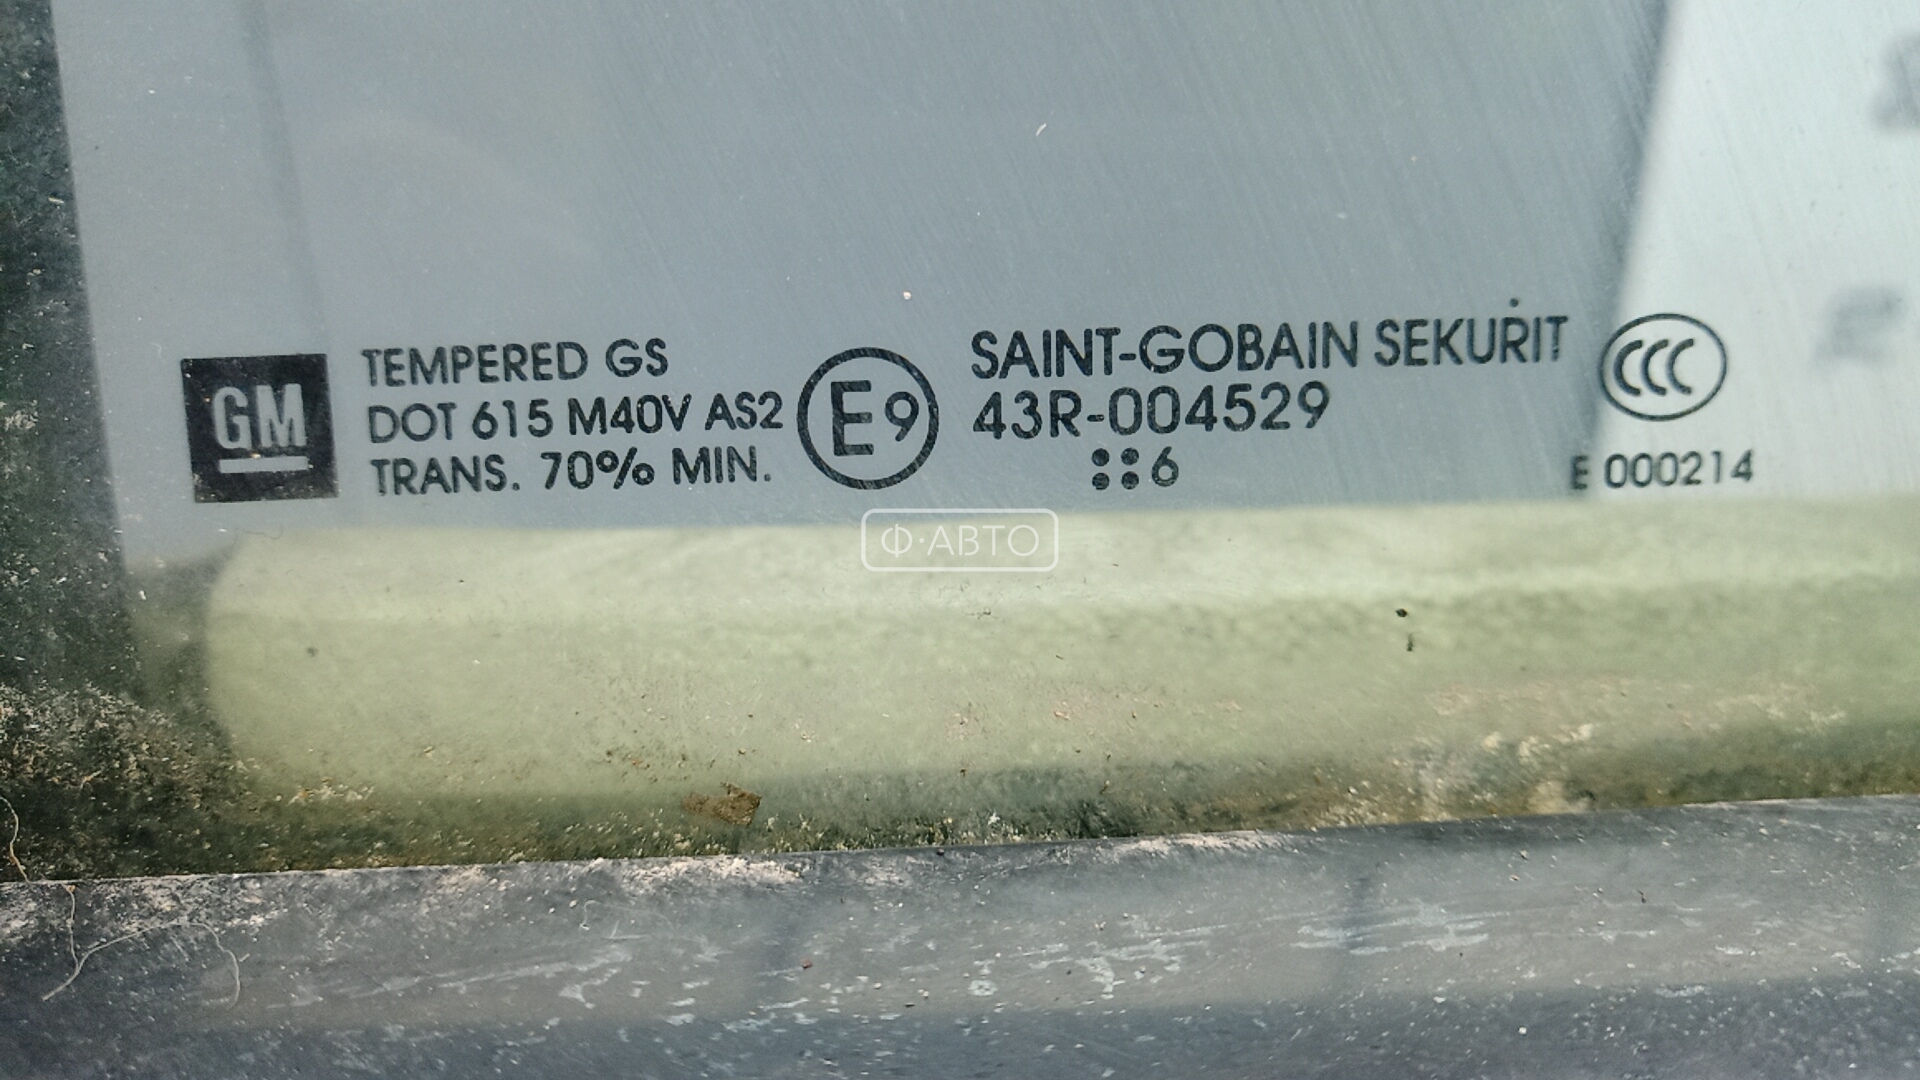 GM
TEMPERED GS
DOT 615 M40V AS2
TRANS. 70% MIN.
E9
SAINT-GOBAIN SEKURIT
43R-004529
6
CCC
E 000214
Ф·АВТО